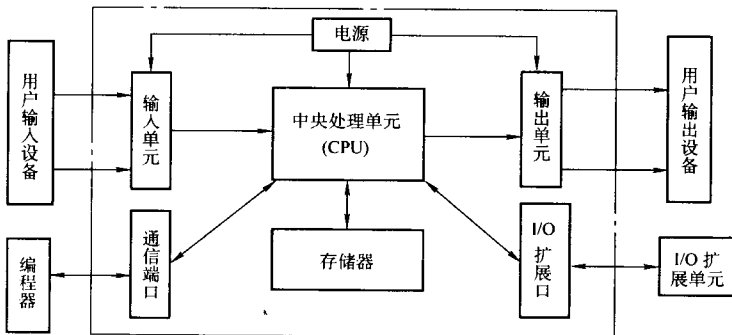 电源
用户输入设备
输入单元
中央处理单元
(CPU)
输出单元
用户输出设备
编程器
通信端口
存储器
I/O
扩展口
I/O 扩
展单元